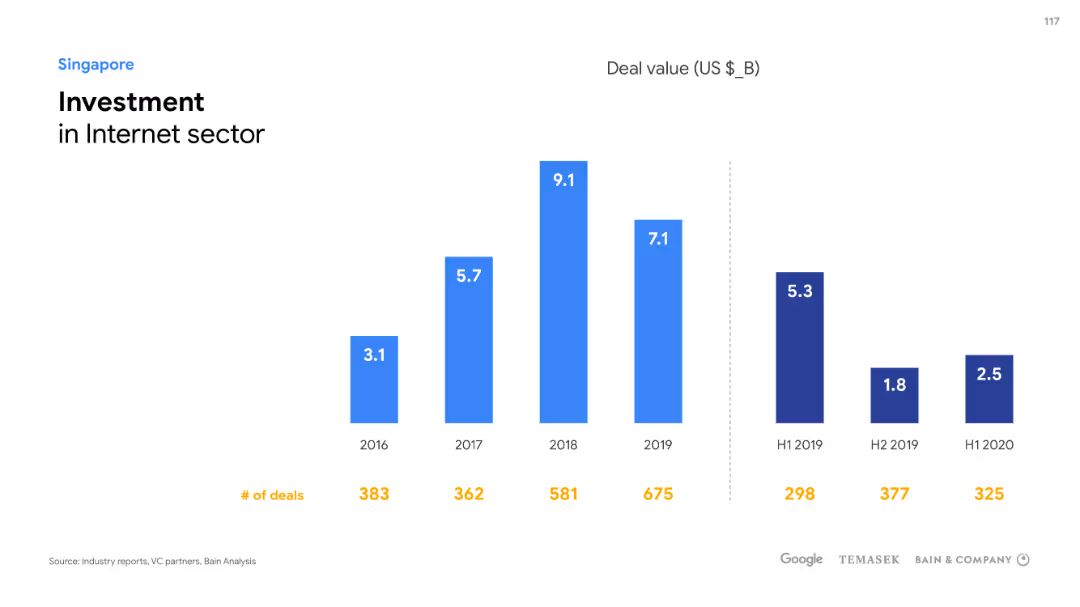 117
Singapore
Investment
in Internet sector
Deal value (US $_B)
3.1
5.7
9.1
7.1
5.3
1.8
2.5
2016
2017
2018
2019
H1 2019
H2 2019
H1 2020
# of deals
383
362
581
675
298
377
325
Source: Industry reports, VC partners, Bain Analysis
Google
TEMASEK
BAIN & COMPANY